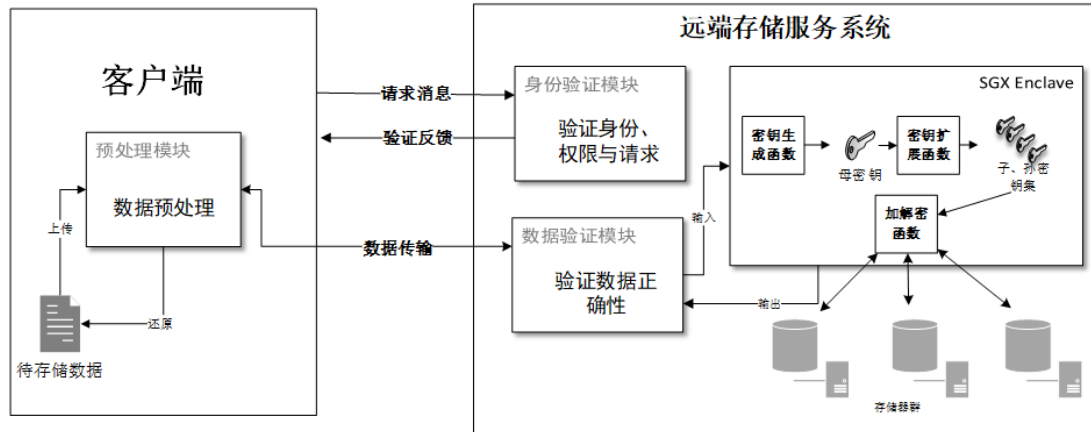 远端存储服务系统
客户端
请求消息
验证反馈
预处理模块
数据预处理
上传
还原
待存储数据
数据传输
身份验证模块
验证身份、
权限与请求
数据验证模块
验证数据正
确性
输入
输出
SGX Enclave
密钥生
成函数
母密 钥
密钥扩
展函数
子、孙密
钥集
加解密
函数
存储器群